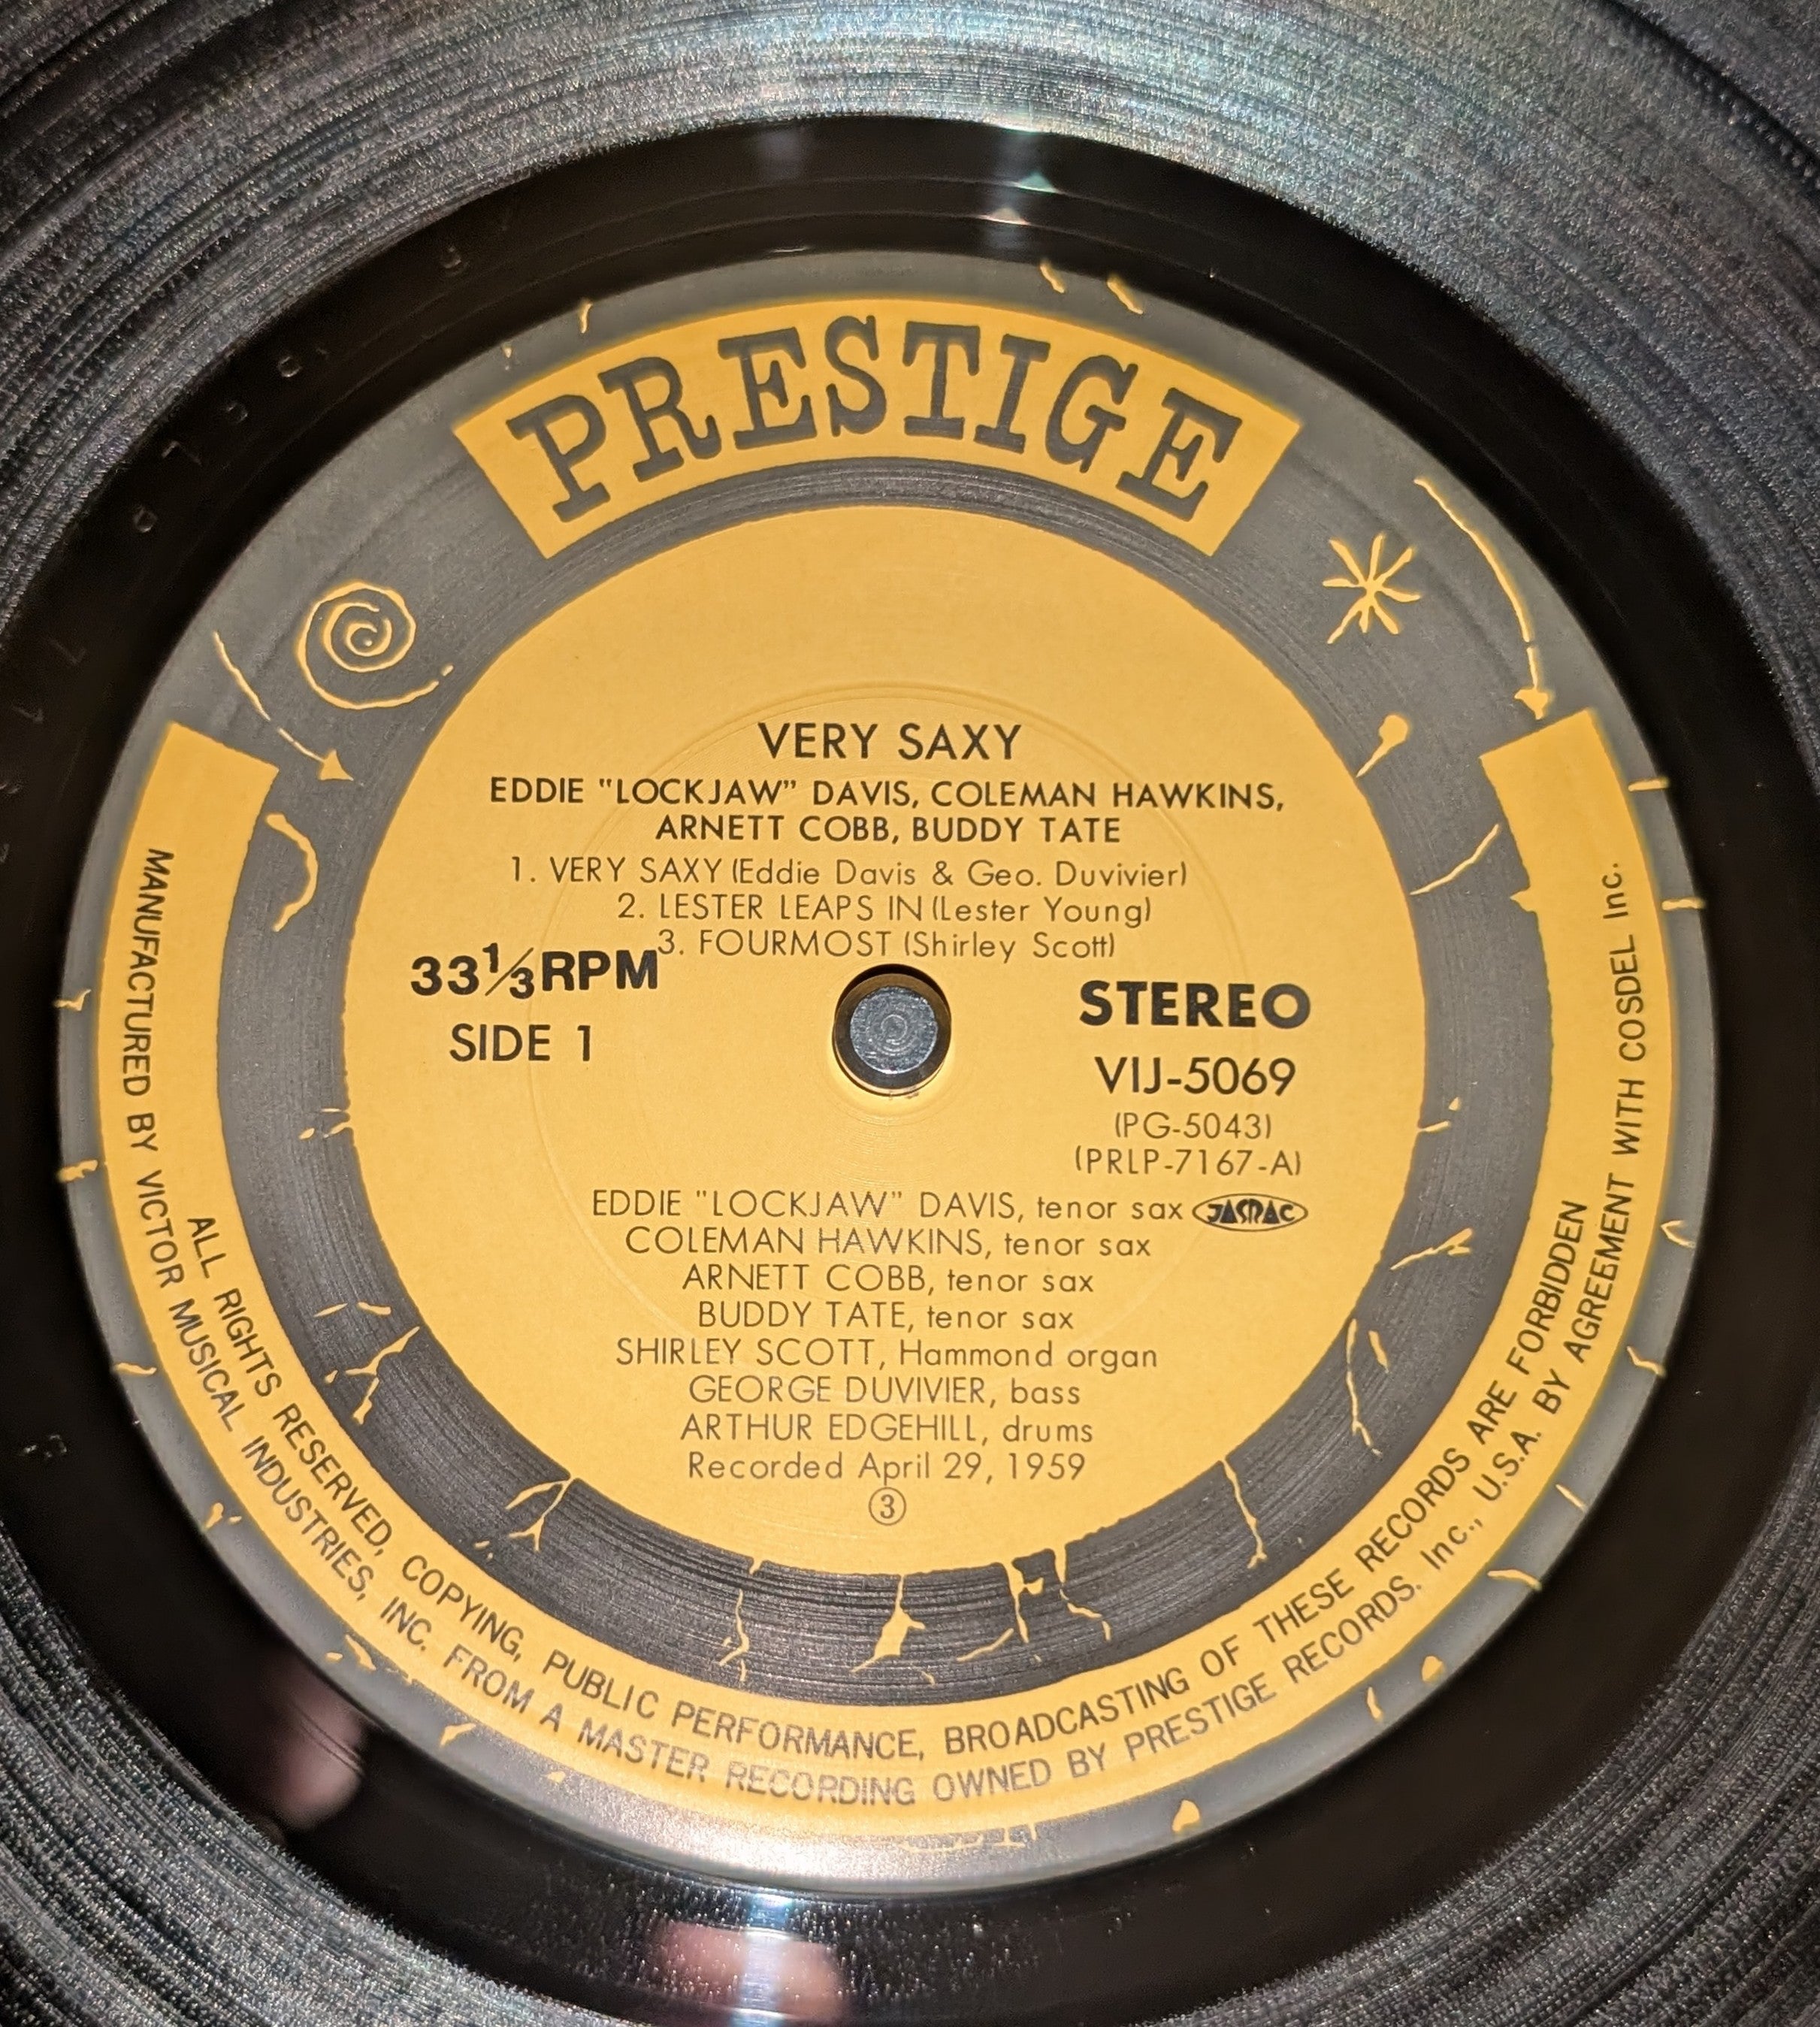 PRESTIGE
VERY SAXY
EDDIE "LOCKJAW" DAVIS, COLEMAN HAWKINS,
ARNETT COBB, BUDDY TATE
1. VERY SAXY (Eddie Davis & Geo. Duvivier)
2. LESTER LEAPS IN (Lester Young)
3. FOURMOST (Shirley Scott)
33 1/3 RPM
SIDE 1
STEREO
VIJ-5069
(PG-5043)
(PRLP-7167-A)
EDDIE "LOCKJAW" DAVIS, tenor sax JASRAC
COLEMAN HAWKINS, tenor sax
ARNETT COBB, tenor sax
BUDDY TATE, tenor sax
SHIRLEY SCOTT, Hammond organ
GEORGE DUVIVIER, bass
ARTHUR EDGEHILL, drums
Recorded April 29, 1959
③
ALL RIGHTS RESERVED, COPYING, PUBLIC PERFORMANCE, BROADCASTING OF THESE RECORDS ARE FORBIDDEN
MANUFACTURED BY VICTOR MUSICAL INDUSTRIES, INC. FROM A MASTER RECORDING OWNED BY PRESTIGE RECORDS. Inc., U.S.A. BY AGREEMENT WITH COSDEL Inc.